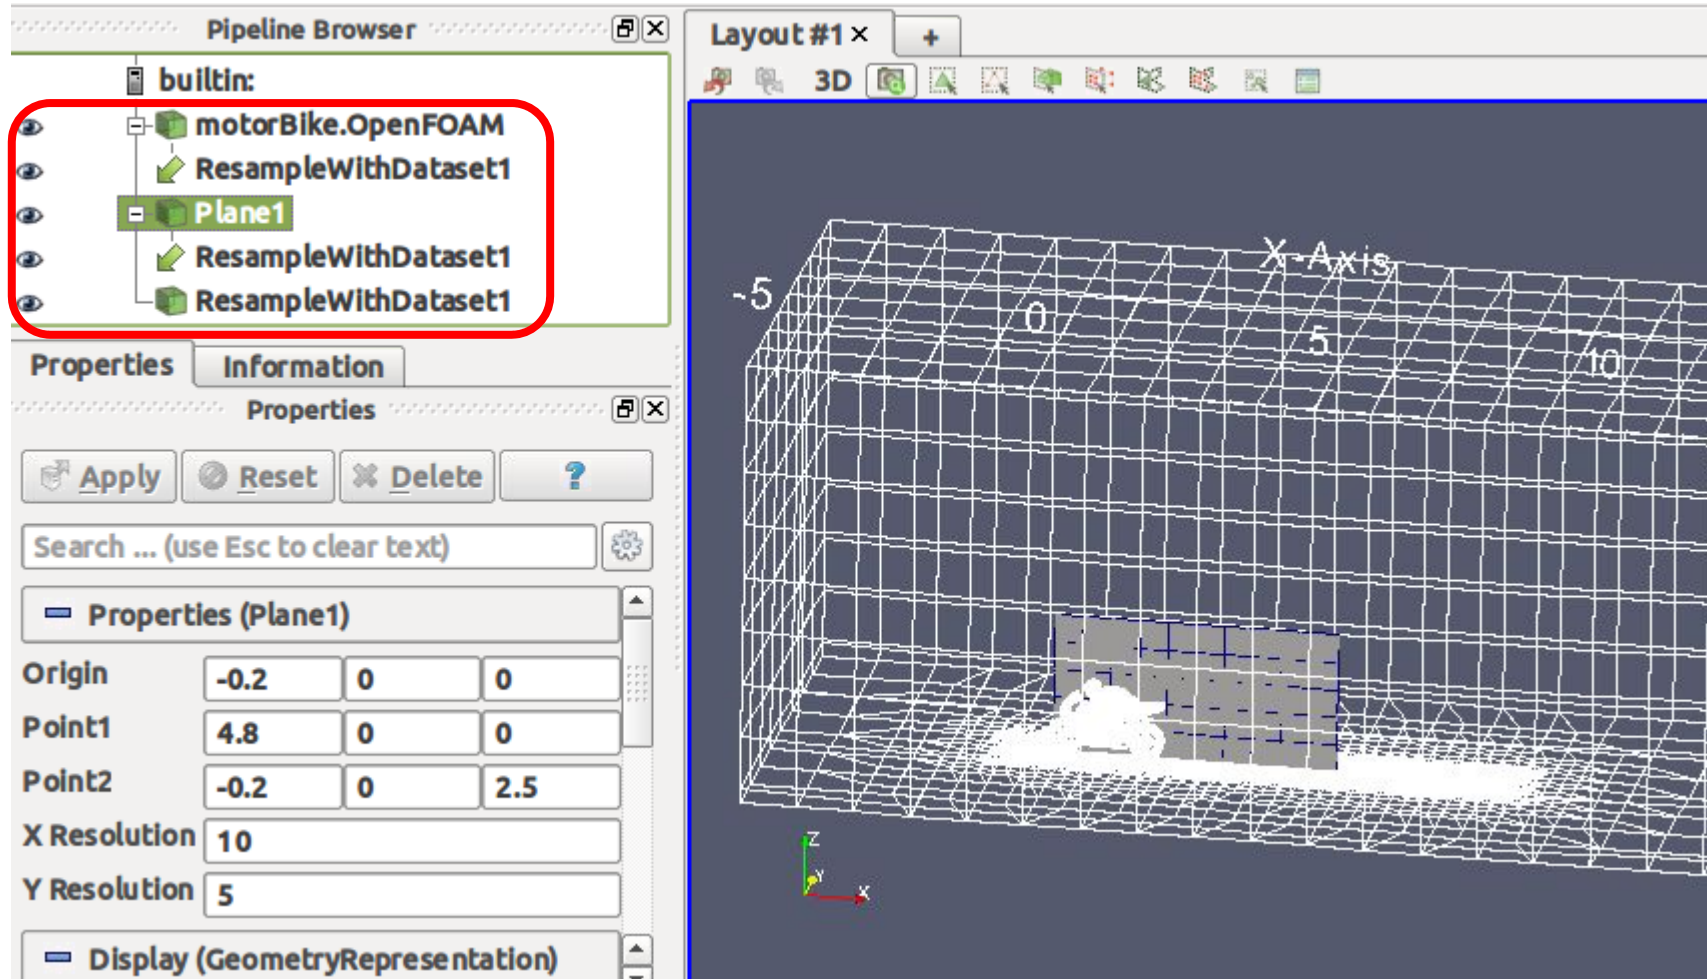 Pipeline Browser
builtin:
motorBike.OpenFOAM
ResampleWithDataset1
Plane1
ResampleWithDataset1
ResampleWithDataset1
Properties Information
Properties
Apply Reset Delete ?
Search ... (use Esc to clear text)
Properties (Plane1)
Origin -0.2 0 0
Point1 4.8 0 0
Point2 -0.2 0 2.5
X Resolution 10
Y Resolution 5
Display (GeometryRepresentation)
Layout #1 +
3D
X-Axis
-5 0 5 10
Z
Y
X